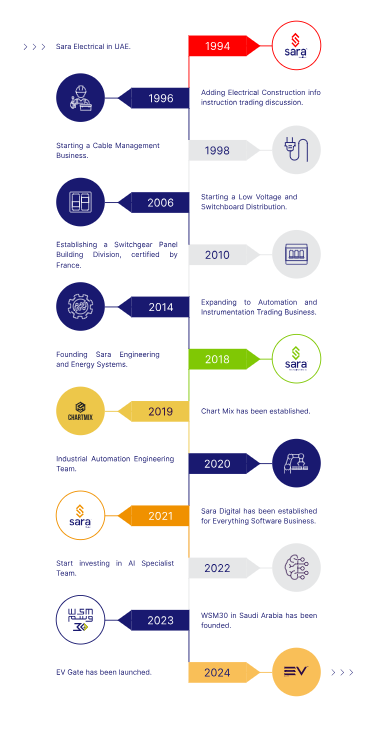 > > >
Sara Electrical in UAE.
1994
sara
1996
Adding Electrical Construction info
instruction trading discussion.
Starting a Cable Management
Business.
1998
2006
Starting a Low Voltage and
Switchboard Distribution.
Establishing a Switchgear Panel
Building Division, certified by
France.
2010
2014
Expanding to Automation and
Instrumentation Trading Business.
Founding Sara Engineering
and Energy Systems.
2018
sara
CHARTMIX
2019
Chart Mix has been established.
Industrial Automation Engineering
Team.
2020
sara
2021
Sara Digital has been established
for Everything Software Business.
Start investing in AI Specialist
Team.
2022
W.SM
30
2023
WSM30 in Saudi Arabia has been
founded.
EV Gate has been launched.
2024
EV
> > >